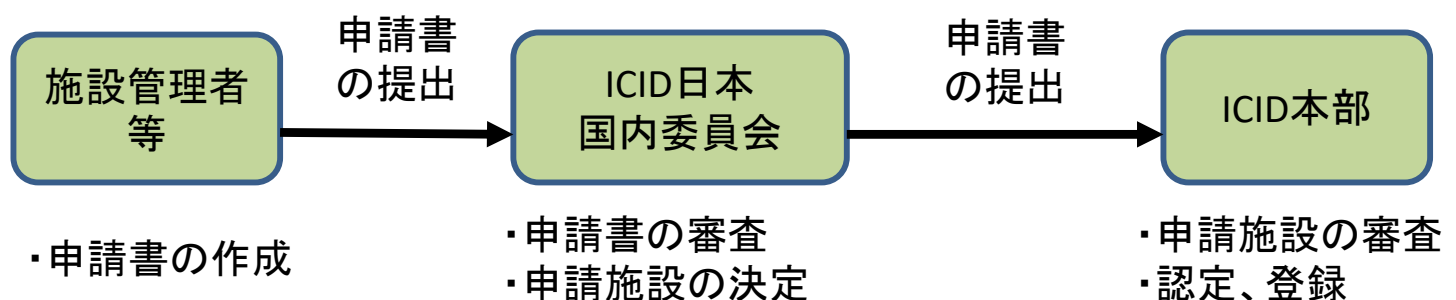 施設管理者
等
申請書
の提出
ICID日本
国内委員会
申請書
の提出
ICID本部
・申請書の作成
・申請書の審査
・申請施設の決定
・申請施設の審査
・認定、登録